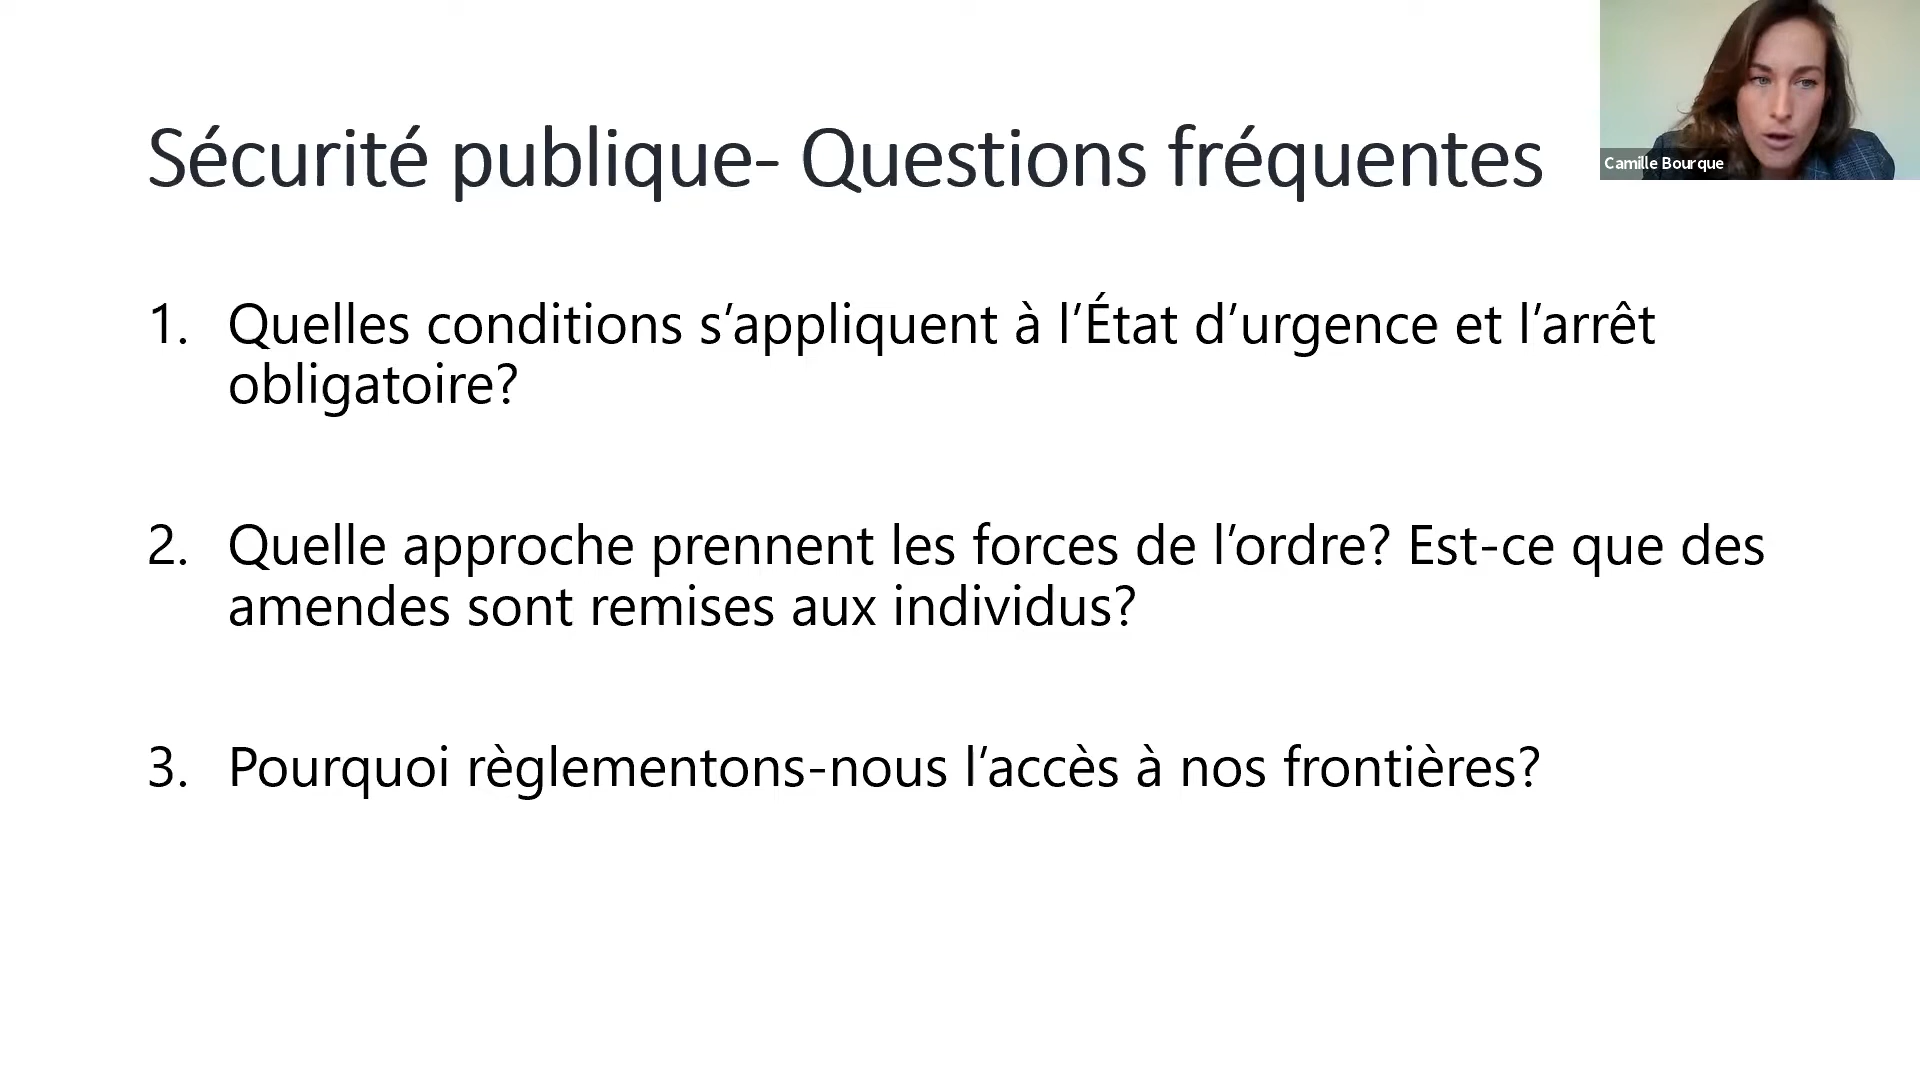 Sécurité publique- Questions fréquentes
Camille Bourque
1. Quelles conditions s’appliquent à l’État d’urgence et l’arrêt
obligatoire?
2. Quelle approche prennent les forces de l’ordre? Est-ce que des
amendes sont remises aux individus?
3. Pourquoi règlementons-nous l’accès à nos frontières?